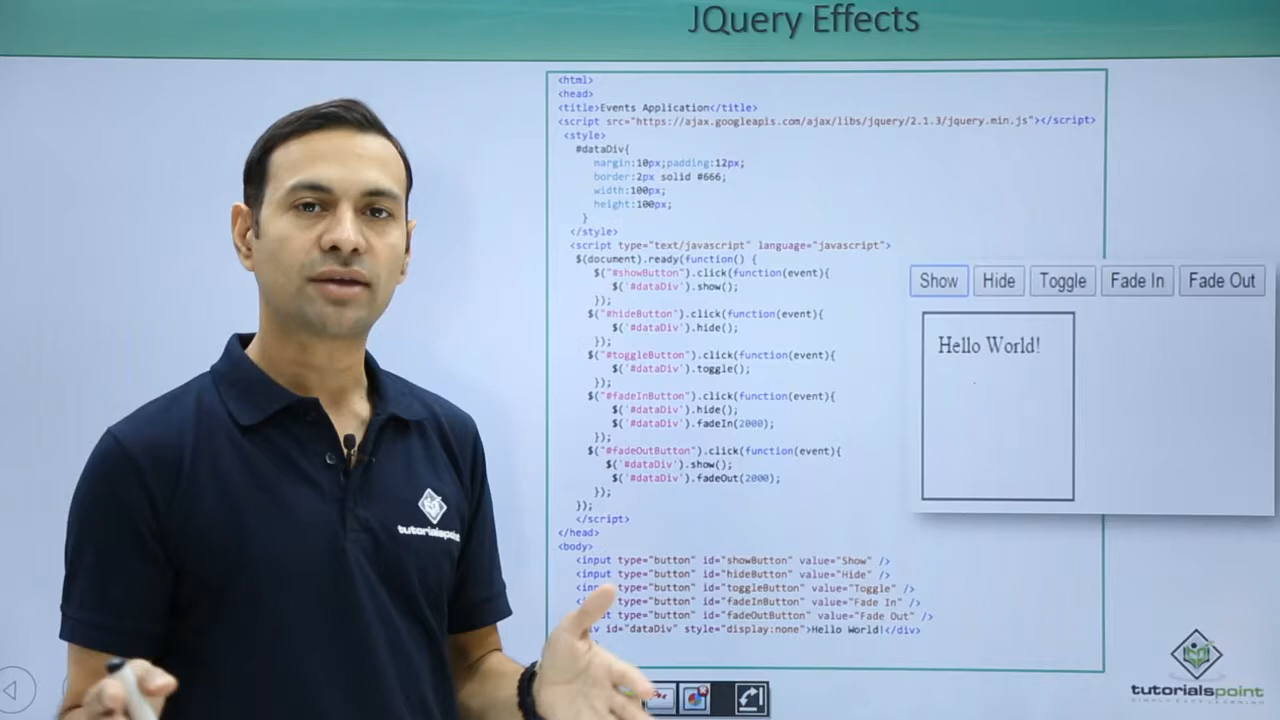 JQuery Effects
<html>
<head>
<title>Events Application</title>
<script src="https://ajax.googleapis.com/ajax/libs/jquery/2.1.3/jquery.min.js"></script>
<style>
#dataDiv{
margin:10px;padding:12px;
border:2px solid #666;
width:100px;
height:100px;
}
</style>
<script type="text/javascript" language="javascript">
$(document).ready(function() {
$("#showButton").click(function(event){
$('#dataDiv').show();
});
$("#hideButton").click(function(event){
$('#dataDiv').hide();
});
$("#toggleButton").click(function(event){
$('#dataDiv').toggle();
});
$("#fadeInButton").click(function(event){
$('#dataDiv').hide();
$('#dataDiv').fadeIn(2000);
});
$("#fadeOutButton").click(function(event){
$('#dataDiv').show();
$('#dataDiv').fadeOut(2000);
});
});
</script>
</head>
<body>
<input type="button" id="showButton" value="Show" />
<input type="button" id="hideButton" value="Hide" />
type="button" id="toggleButton" value="Toggle" />
type="button" id="fadeInButton" value="Fade In" />
type="button" id="fadeOutButton" value="Fade Out" />
id="dataDiv" style="display:none">Hello World!</div>
Show Hide Toggle Fade In Fade Out
Hello World!
tutorialspoint
tutorialspoint
SIMPLY EASY LEARNING